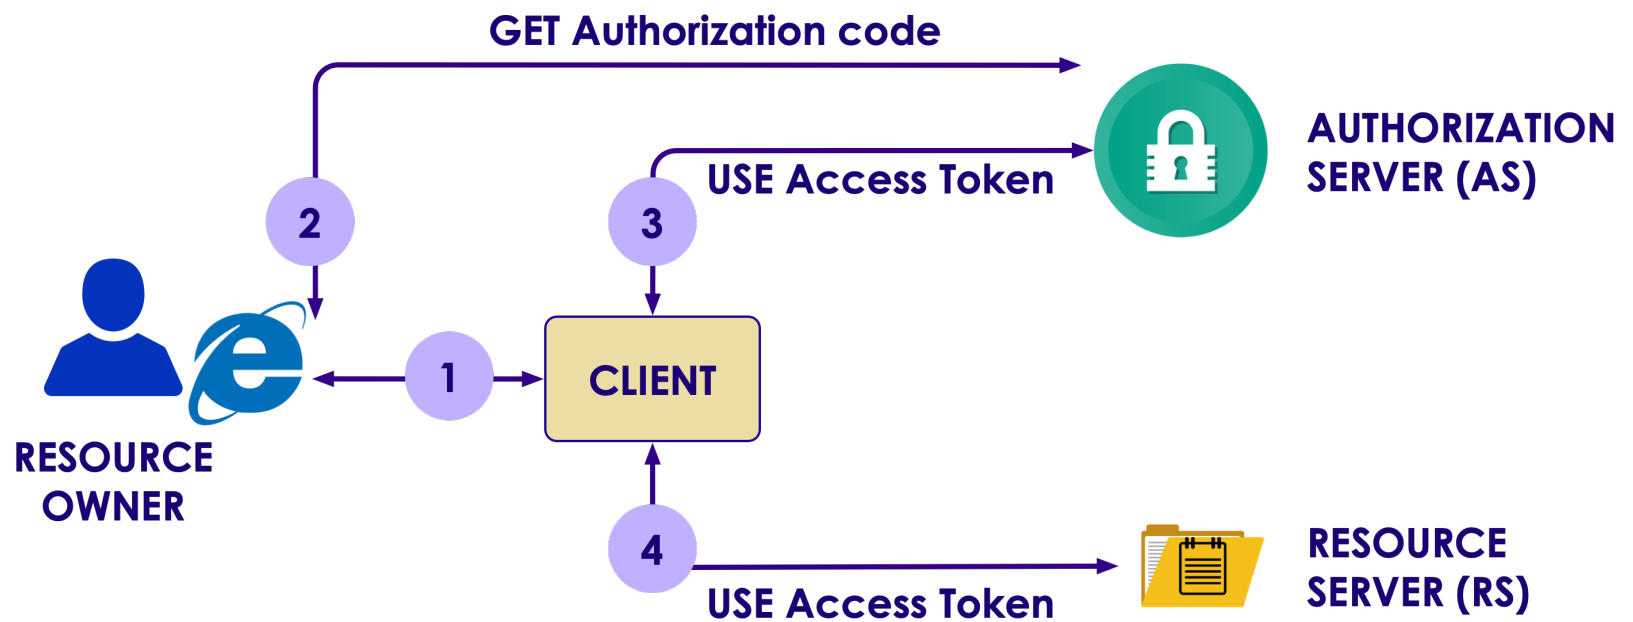 GET Authorization code
AUTHORIZATION
SERVER (AS)
USE Access Token
2
3
1
CLIENT
RESOURCE
OWNER
4
USE Access Token
RESOURCE
SERVER (RS)